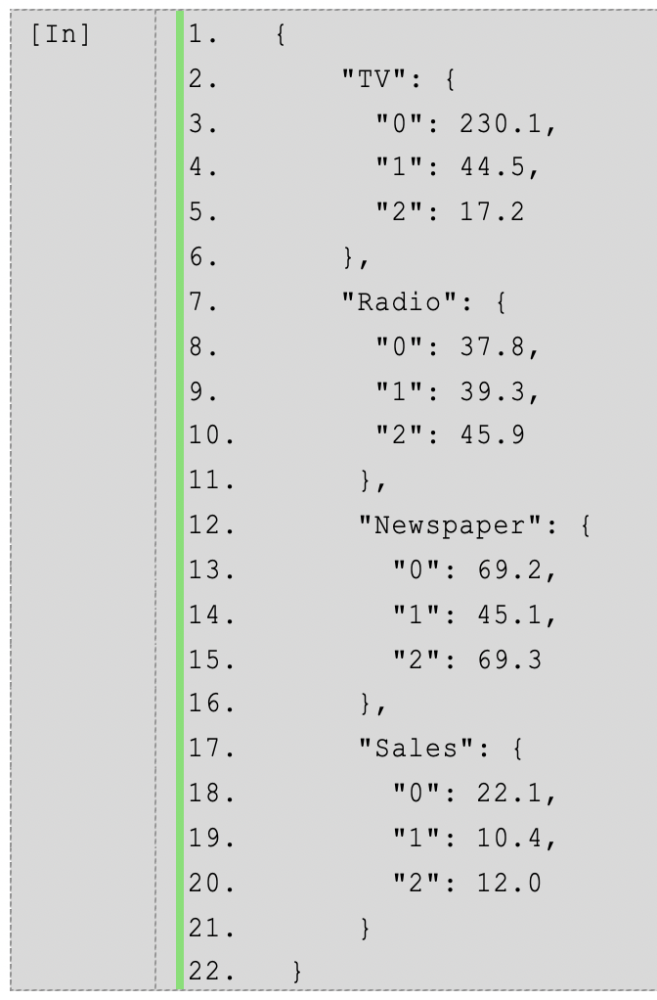 [In] 1. {
2. "TV": {
3. "0": 230.1,
4. "1": 44.5,
5. "2": 17.2
6. },
7. "Radio": {
8. "0": 37.8,
9. "1": 39.3,
10. "2": 45.9
11. },
12. "Newspaper": {
13. "0": 69.2,
14. "1": 45.1,
15. "2": 69.3
16. },
17. "Sales": {
18. "0": 22.1,
19. "1": 10.4,
20. "2": 12.0
21. }
22. }